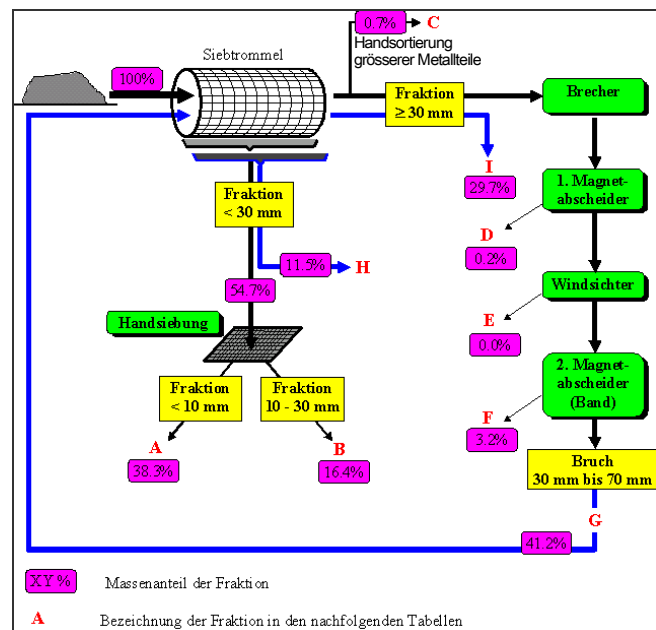 0.7%
C
Handsortierung
grösserer Metallteile
Siebtrommel
100%
Fraktion
≥ 30 mm
Brecher
I
29.7%
1. Magnet-
abscheider
D
0.2%
Fraktion
< 30 mm
11.5%
H
54.7%
Windsichter
E
0.0%
Handsiebung
2. Magnet-
abscheider
(Band)
F
3.2%
Fraktion
< 10 mm
Fraktion
10 - 30 mm
A
38.3%
B
16.4%
Bruch
30 mm bis 70 mm
G
41.2%
X Y % Massenanteil der Fraktion
A Bezeichnung der Fraktion in den nachfolgenden Tabellen